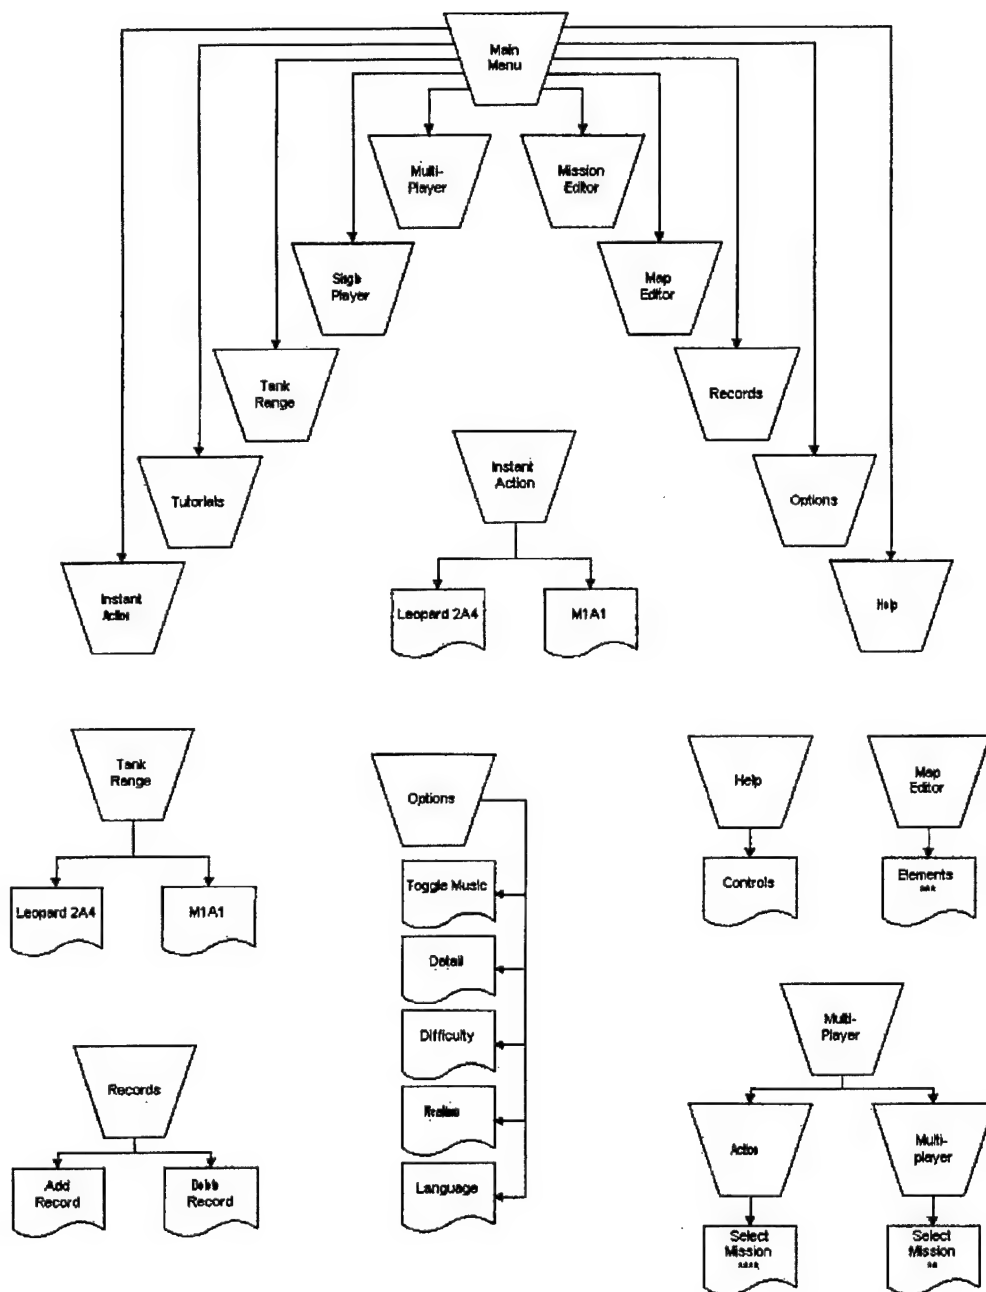 Main
Menu
Multi-
Player
Mission
Editor
Single
Player
Map
Editor
Tank
Range
Records
Instant
Action
Tutorials
Options
Instant
Action
Leopard 2A4
M1A1
Help
Tank
Range
Leopard 2A4
M1A1
Options
Toggle Music
Detail
Difficulty
Realism
Language
Help
Controls
Map
Editor
Elements
***
Records
Add
Record
Delete
Record
Multi-
Player
Action
Multi-
player
Select
Mission
****
Select
Mission
**